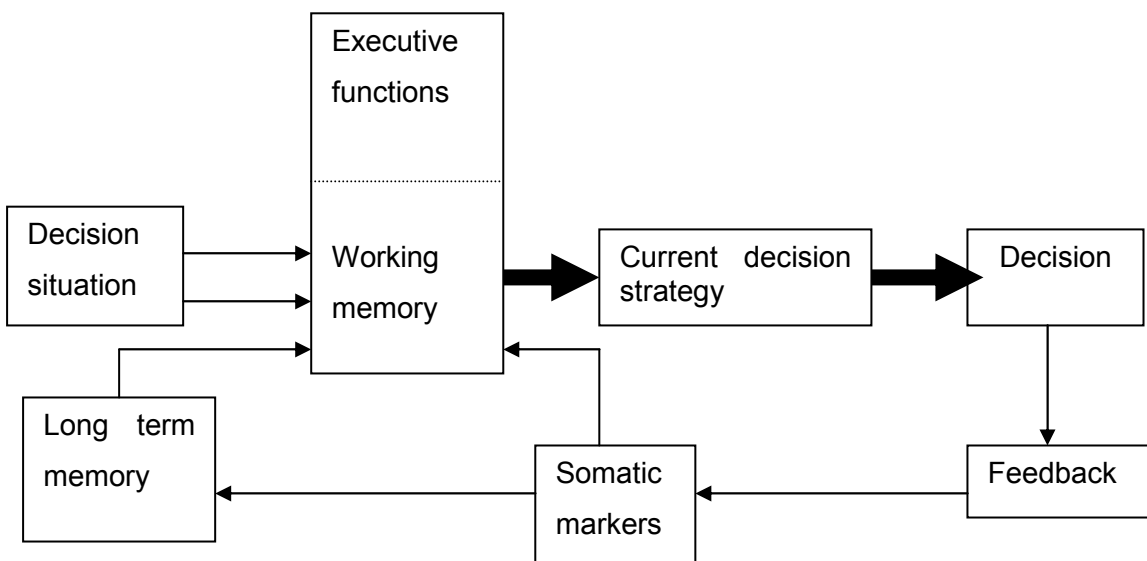 Executive
functions
Decision
situation
Working
memory
Current decision
strategy
Decision
Long term
memory
Somatic
markers
Feedback